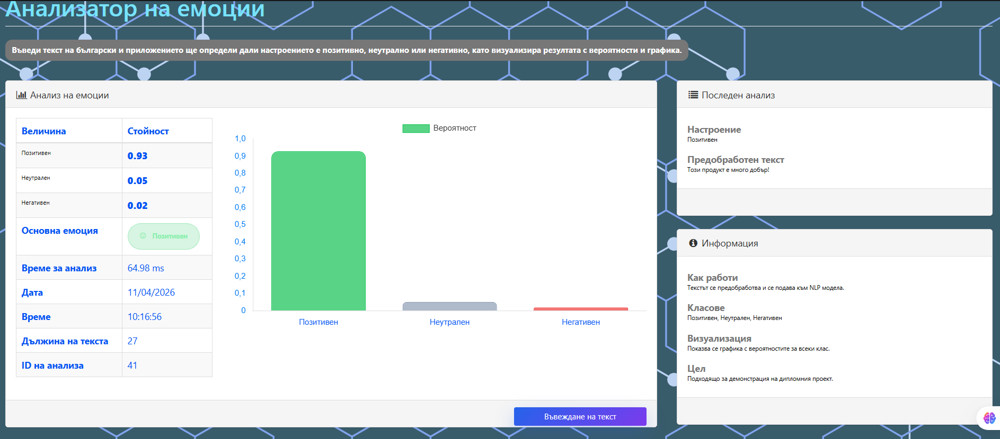 Анализатор на емоции
Въведи текст на български и приложението ще определи дали настроението е позитивно, неутрално или негативно, като визуализира резултата с вероятности и графика.
Анализ на емоции
Величина Стойност
Позитивен 0.93
Неутрален 0.05
Негативен 0.02
Основна емоция Позитивен
Време за анализ 64.98 ms
Дата 11/04/2026
Време 10:16:56
Дължина на текста 27
ID на анализа 41
Вероятност
1,0
0,9
0,8
0,7
0,6
0,5
0,4
0,3
0,2
0,1
0
Позитивен Неутрален Негативен
Въвеждане на текст
Последен анализ
Настроение
Позитивен
Предобработен текст
Този продукт е много добър!
Информация
Как работи
Текстът се предобработва и се подава към NLP модела.
Класове
Позитивен, Неутрален, Негативен
Визуализация
Показва се графика с вероятностите за всеки клас.
Цел
Подходящо за демонстрация на дипломния проект.